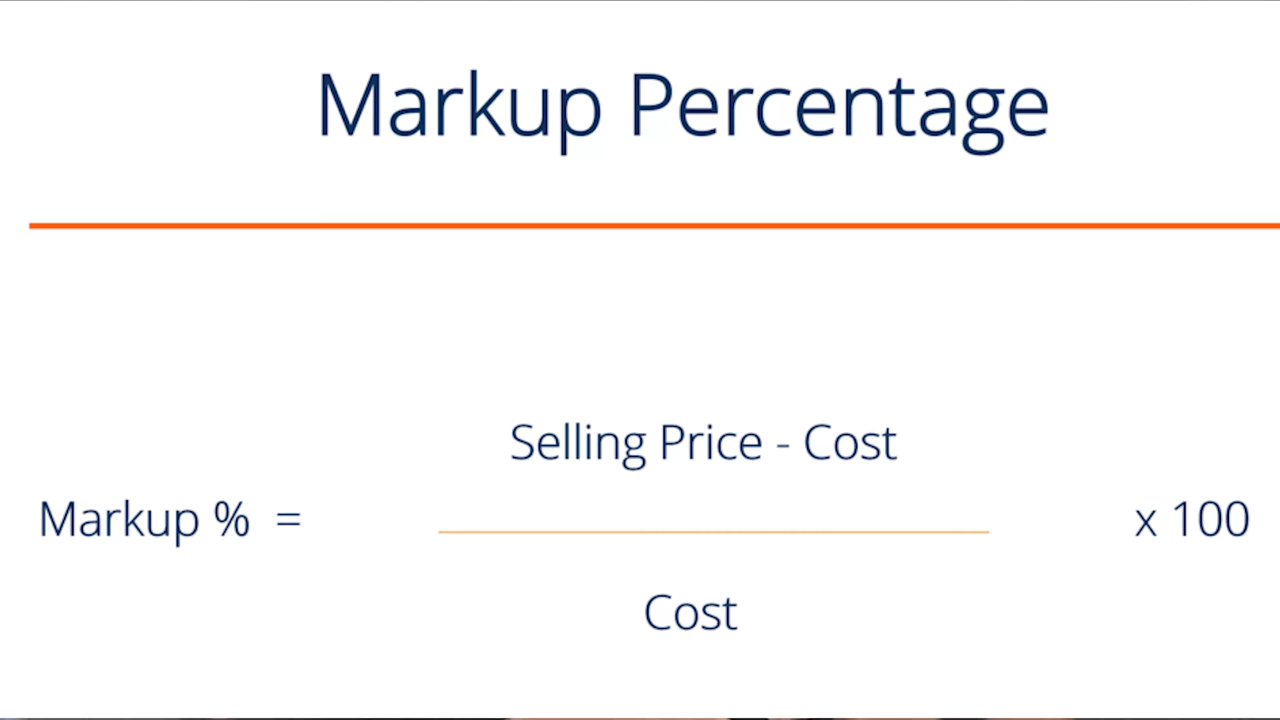 Markup Percentage
Selling Price - Cost
Markup % =
x 100
Cost